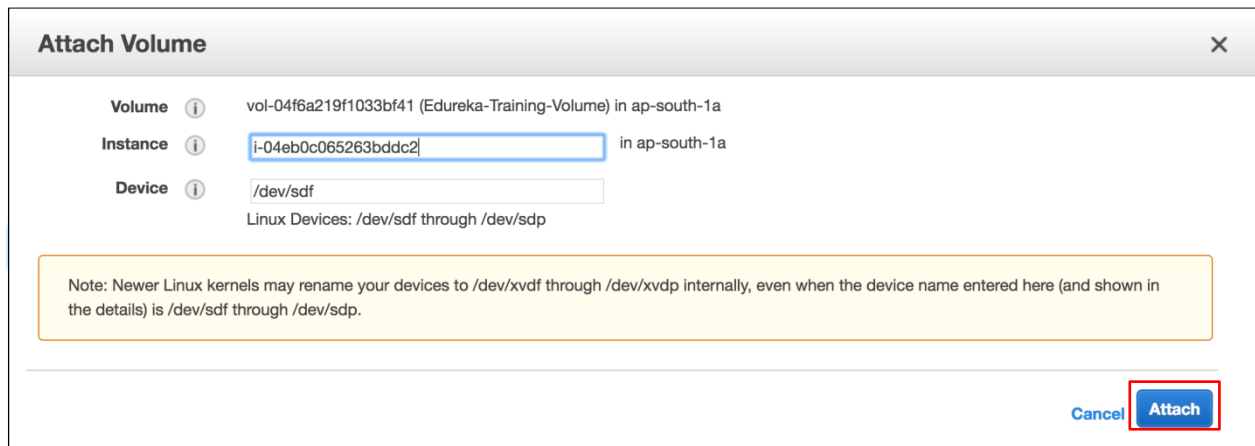 Attach Volume
Volume i vol-04f6a219f1033bf41 (Edureka-Training-Volume) in ap-south-1a
Instance i i-04eb0c065263bddc2 in ap-south-1a
Device i /dev/sdf
Linux Devices: /dev/sdf through /dev/sdp
Note: Newer Linux kernels may rename your devices to /dev/xvdf through /dev/xvdp internally, even when the device name entered here (and shown in
the details) is /dev/sdf through /dev/sdp.
Cancel Attach